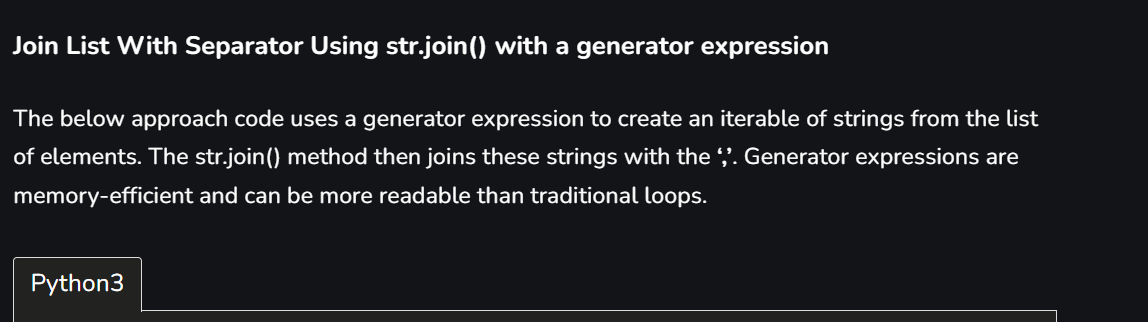 Join List With Separator Using str.join() with a generator expression
The below approach code uses a generator expression to create an iterable of strings from the list
of elements. The str.join() method then joins these strings with the ‘,’. Generator expressions are
memory-efficient and can be more readable than traditional loops.
Python3